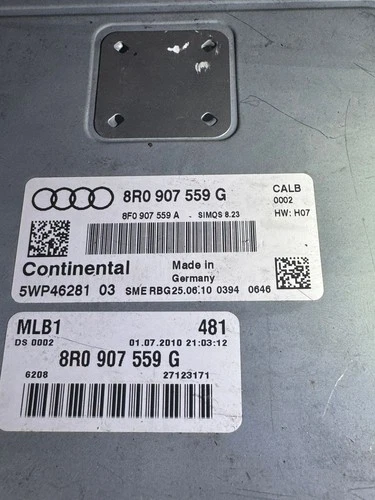 8R0 907 559 G
CALB
0002
8F0 907 559 A - SIMQS 8.23
HW: H07
Continental
Made in
Germany
5WP46281 03 SME RBG25.06.10 0394 0646
MLB1 481
DS 0002 01.07.2010 21:03:12
8R0 907 559 G
6208 27123171